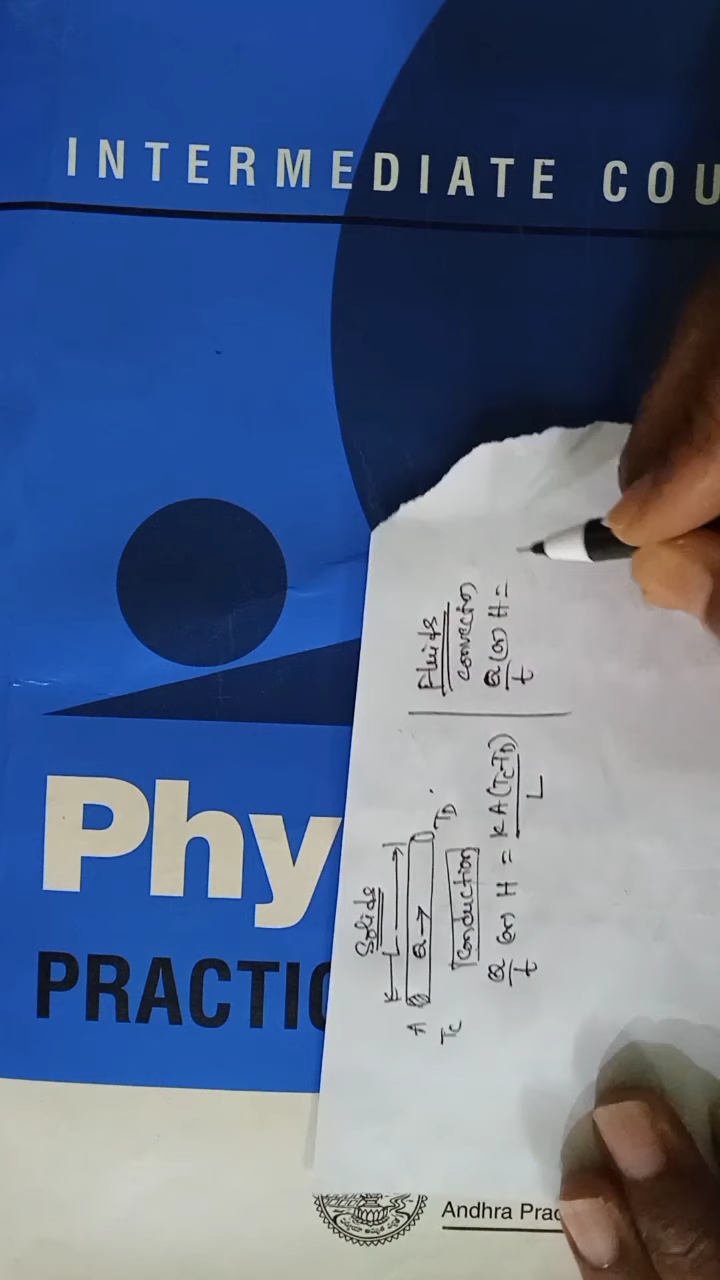 INTERMEDIATE COU
Phy
PRACTIC
Solids
K L
A Q→
Tc TD
Conduction
Q/t (or) H = KA(Tc-TD)/L
Fluids
convection
Q/t (or) H =
Andhra Prac